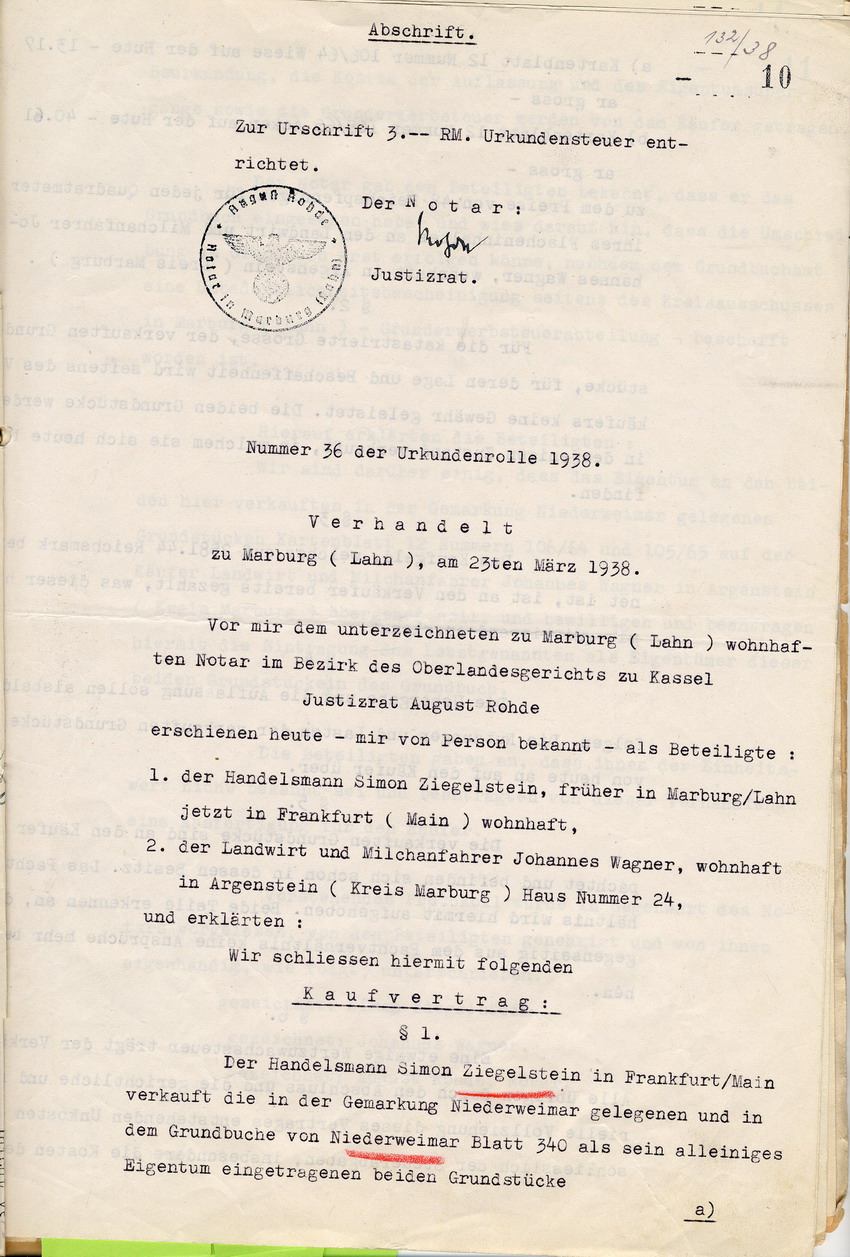 Abschrift.
132/38
10
Zur Urschrift 3.-- RM. Urkundensteuer ent-
richtet.
Der N o t a r :
Rohde
Justizrat.
* August Rohde * Notar in Marburg (Lahn)
Nummer 36 der Urkundenrolle 1938.
V e r h a n d e l t
zu Marburg ( Lahn ), am 23ten März 1938.
Vor mir dem unterzeichneten zu Marburg ( Lahn ) wohnhaf-
ten Notar im Bezirk des Oberlandesgerichts zu Kassel
Justizrat August Rohde
erschienen heute - mir von Person bekannt - als Beteiligte :
1. der Handelsmann Simon Ziegelstein, früher in Marburg/Lahn
jetzt in Frankfurt ( Main ) wohnhaft,
2. der Landwirt und Milchanfahrer Johannes Wagner, wohnhaft
in Argenstein ( Kreis Marburg ) Haus Nummer 24,
und erklärten :
Wir schliessen hiermit folgenden
K a u f v e r t r a g :
§ 1.
Der Handelsmann Simon Ziegelstein in Frankfurt/Main
verkauft die in der Gemarkung Niederweimar gelegenen und in
dem Grundbuche von Niederweimar Blatt 340 als sein alleiniges
Eigentum eingetragenen beiden Grundstücke
a)